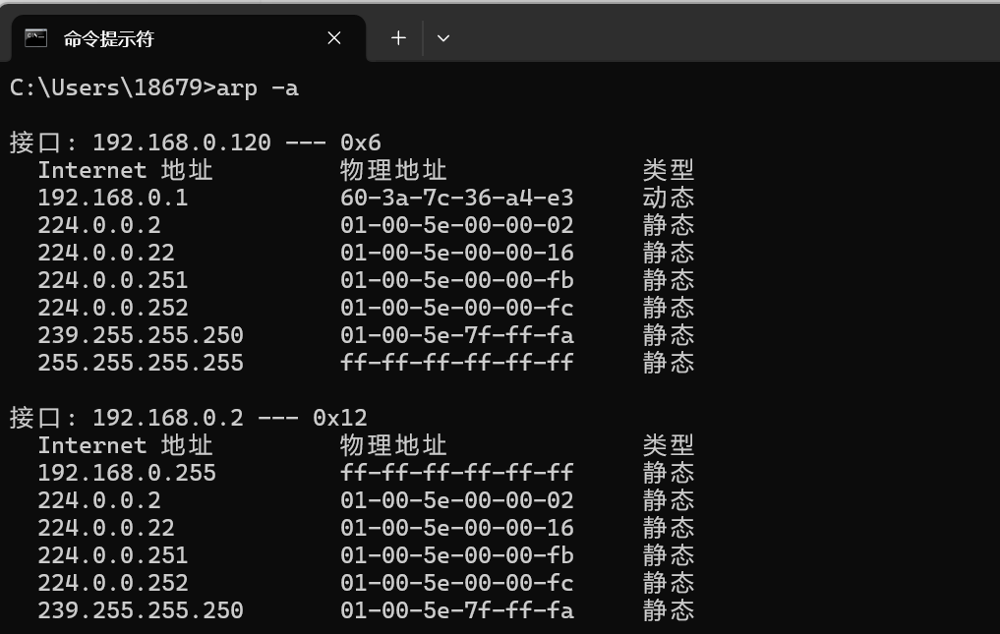 命令提示符
C:\Users\18679>arp -a
接口: 192.168.0.120 --- 0x6
Internet 地址 物理地址 类型
192.168.0.1 60-3a-7c-36-a4-e3 动态
224.0.0.2 01-00-5e-00-00-02 静态
224.0.0.22 01-00-5e-00-00-16 静态
224.0.0.251 01-00-5e-00-00-fb 静态
224.0.0.252 01-00-5e-00-00-fc 静态
239.255.255.250 01-00-5e-7f-ff-fa 静态
255.255.255.255 ff-ff-ff-ff-ff-ff 静态
接口: 192.168.0.2 --- 0x12
Internet 地址 物理地址 类型
192.168.0.255 ff-ff-ff-ff-ff-ff 静态
224.0.0.2 01-00-5e-00-00-02 静态
224.0.0.22 01-00-5e-00-00-16 静态
224.0.0.251 01-00-5e-00-00-fb 静态
224.0.0.252 01-00-5e-00-00-fc 静态
239.255.255.250 01-00-5e-7f-ff-fa 静态